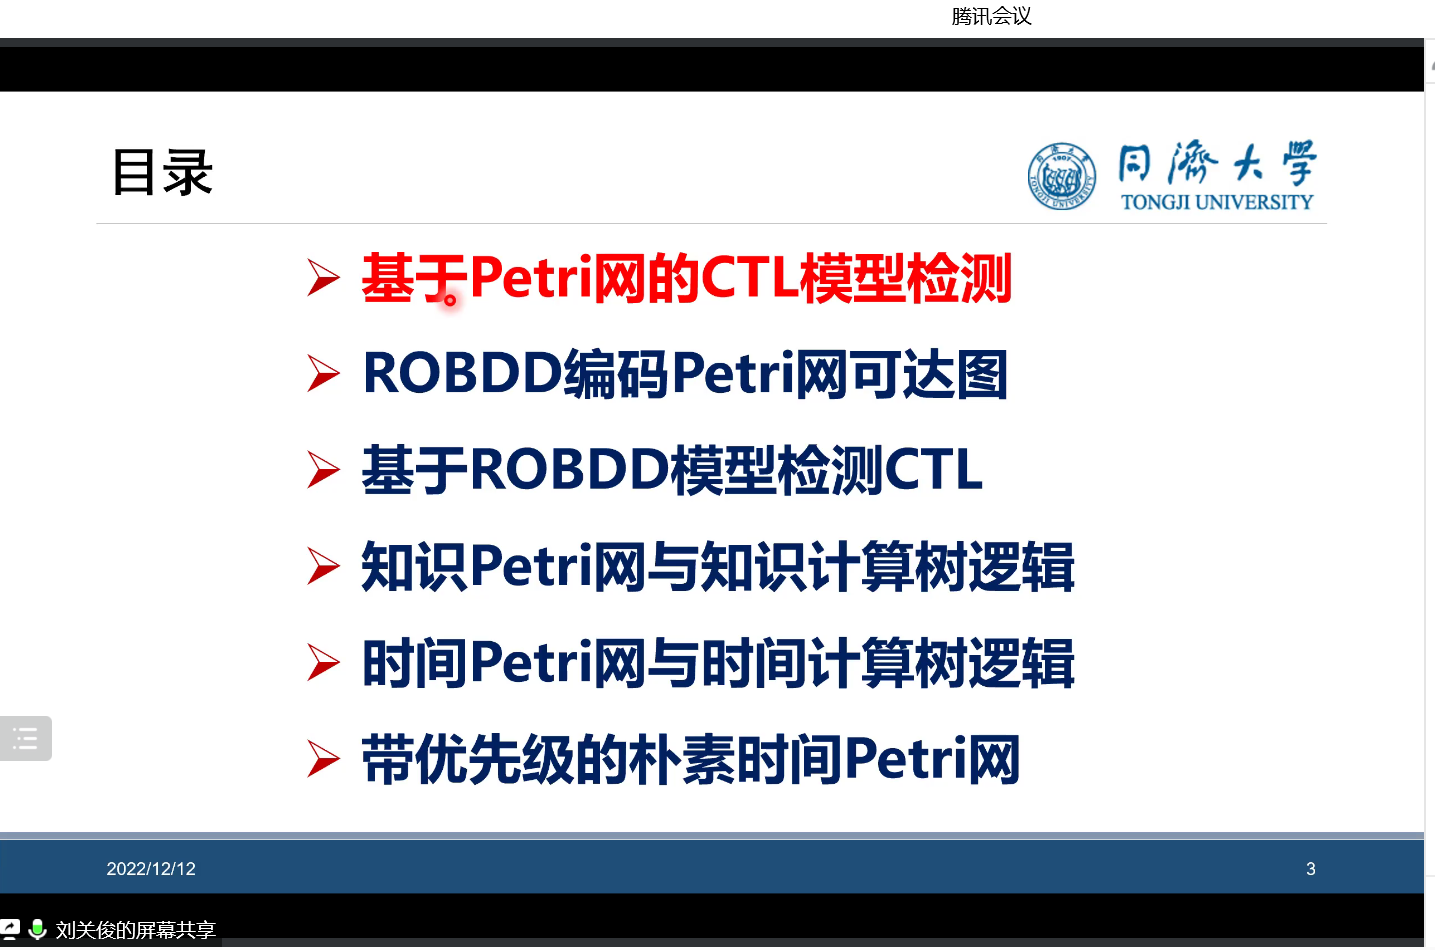 腾讯会议
目录
同濟大学
TONGJI UNIVERSITY
基于Petri网的CTL模型检测
ROBDD编码Petri网可达图
基于ROBDD模型检测CTL
知识Petri网与知识计算树逻辑
时间Petri网与时间计算树逻辑
带优先级的朴素时间Petri网
2022/12/12
3
刘关俊的屏幕共享